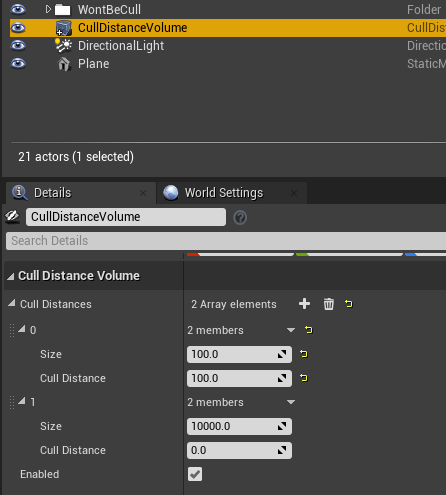 WontBeCull Folder
CullDistanceVolume CullDis
DirectionalLight Directio
Plane StaticM
21 actors (1 selected)
Details World Settings
CullDistanceVolume
Search Details
Cull Distance Volume
Cull Distances 2 Array elements
0 2 members
Size 100.0
Cull Distance 100.0
1 2 members
Size 10000.0
Cull Distance 0.0
Enabled